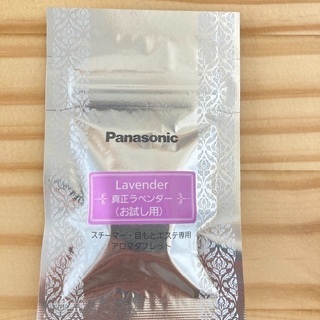 Panasonic
Lavender
真正ラベンダー
(お試し用)
スチーマー・目もとエステ専用
アロマタブレット